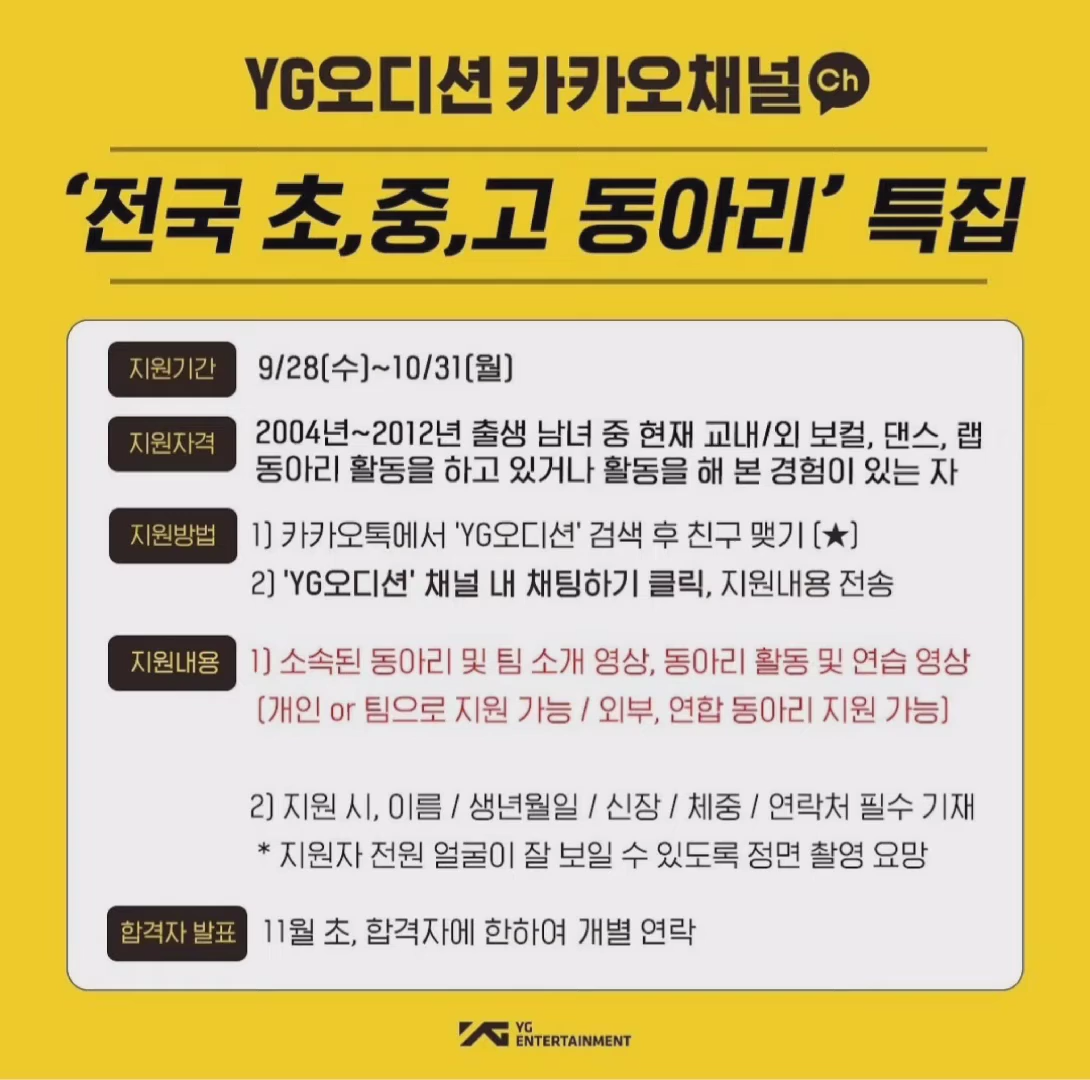 YG오디션 카카오채널 Ch
‘전국 초,중,고 동아리’ 특집
지원기간 9/28(수)~10/31(월)
지원자격 2004년~2012년 출생 남녀 중 현재 교내/외 보컬, 댄스, 랩
동아리 활동을 하고 있거나 활동을 해 본 경험이 있는 자
지원방법 1) 카카오톡에서 'YG오디션' 검색 후 친구 맺기 (★)
2) 'YG오디션' 채널 내 채팅하기 클릭, 지원내용 전송
지원내용 1) 소속된 동아리 및 팀 소개 영상, 동아리 활동 및 연습 영상
(개인 or 팀으로 지원 가능 / 외부, 연합 동아리 지원 가능)
2) 지원 시, 이름 / 생년월일 / 신장 / 체중 / 연락처 필수 기재
* 지원자 전원 얼굴이 잘 보일 수 있도록 정면 촬영 요망
합격자 발표 11월 초, 합격자에 한하여 개별 연락
YG YG
ENTERTAINMENT